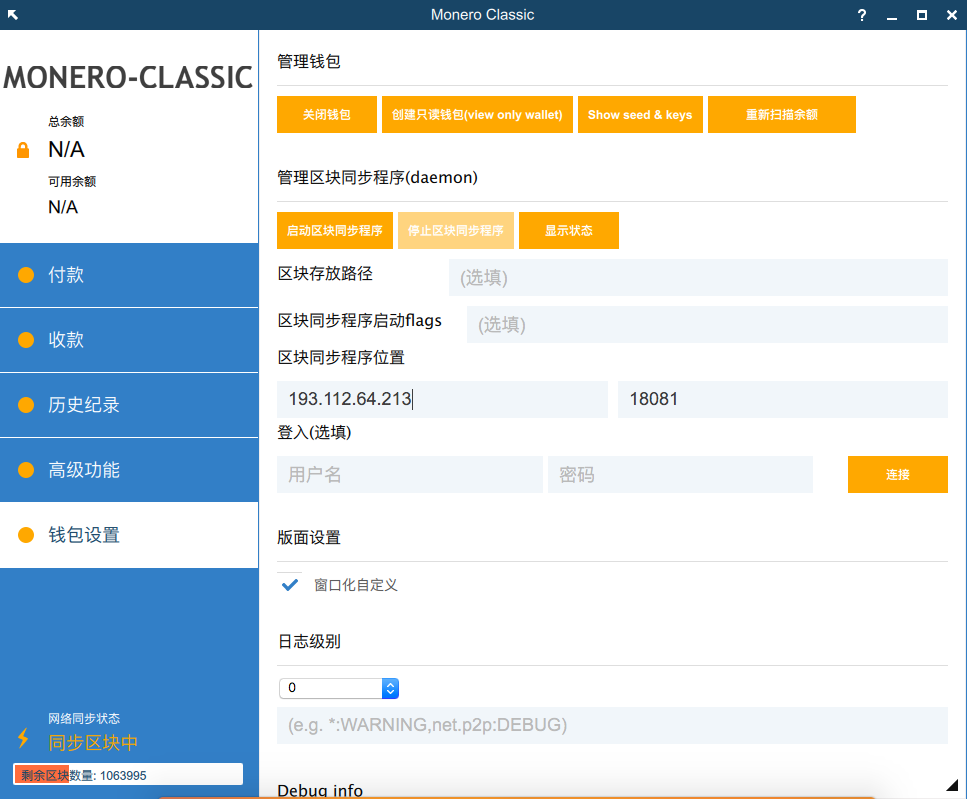 Monero Classic
?
MONERO-CLASSIC
总余额
N/A
可用余额
N/A
付款
收款
历史纪录
高级功能
钱包设置
网络同步状态
同步区块中
剩余区块数量: 1063995
管理钱包
关闭钱包 创建只读钱包(view only wallet) Show seed & keys 重新扫描余额
管理区块同步程序(daemon)
启动区块同步程序 停止区块同步程序 显示状态
区块存放路径 (选填)
区块同步程序启动flags (选填)
区块同步程序位置
193.112.64.213 18081
登入(选填)
用户名 密码 连接
版面设置
窗口化自定义
日志级别
0
(e.g. *:WARNING,net.p2p:DEBUG)
Debug info